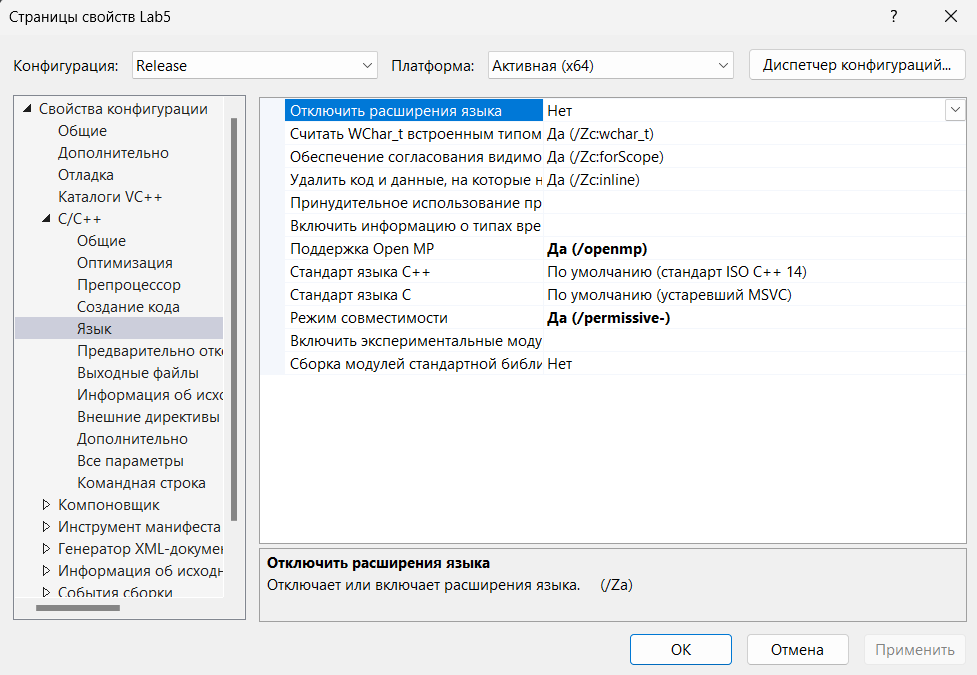 Страницы свойств Lab5
?
Конфигурация: Release Платформа: Активная (x64) Диспетчер конфигураций...
Свойства конфигурации
Общие
Дополнительно
Отладка
Каталоги VC++
C/C++
Общие
Оптимизация
Препроцессор
Создание кода
Язык
Предварительно отк
Выходные файлы
Информация об исх
Внешние директивы
Дополнительно
Все параметры
Командная строка
Компоновщик
Инструмент манифеста
Генератор XML-докумен
Информация об исходн
События сборки
Отключить расширения языка Нет
Считать WChar_t встроенным типом Да (/Zc:wchar_t)
Обеспечение согласования видимо Да (/Zc:forScope)
Удалить код и данные, на которые н Да (/Zc:inline)
Принудительное использование пр
Включить информацию о типах вре
Поддержка Open MP Да (/openmp)
Стандарт языка C++ По умолчанию (стандарт ISO C++ 14)
Стандарт языка C По умолчанию (устаревший MSVC)
Режим совместимости Да (/permissive-)
Включить экспериментальные моду
Сборка модулей стандартной библи Нет
Отключить расширения языка
Отключает или включает расширения языка. (/Za)
ОК Отмена Применить